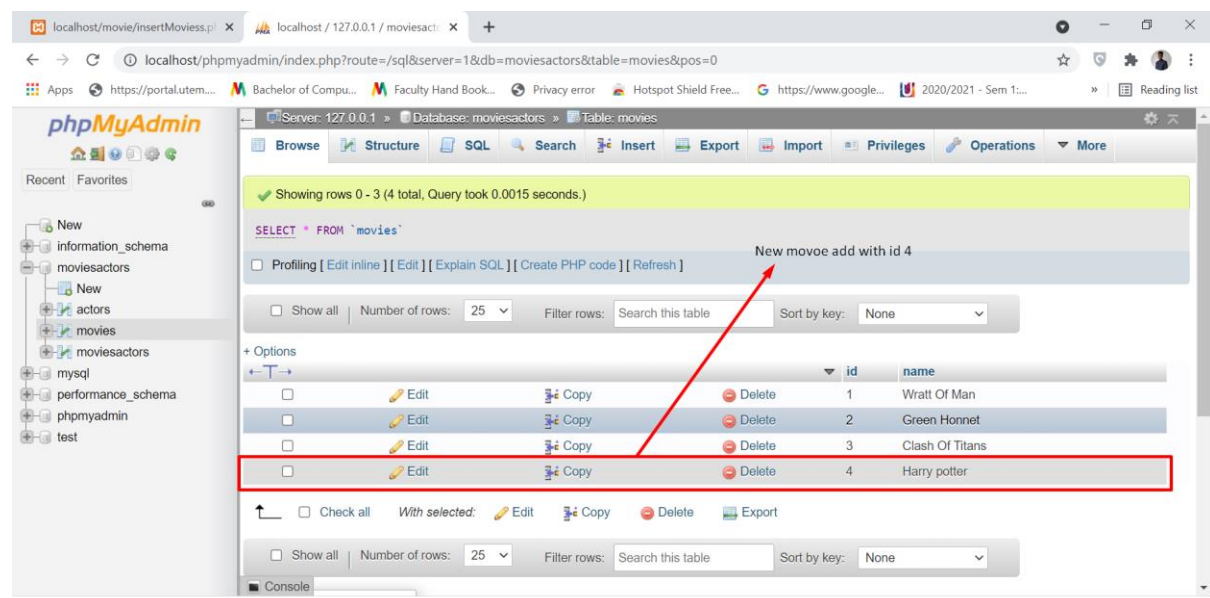 localhost/movie/insertMoviess.pl
localhost / 127.0.0.1 / moviesacto
localhost/phpmyadmin/index.php?route=/sql&server=1&db=moviesactors&table=movies&pos=0
Apps https://portal.utem.... Bachelor of Compu... Faculty Hand Book... Privacy error Hotspot Shield Free... https://www.google... 2020/2021 - Sem 1:... » Reading list
phpMyAdmin
Recent Favorites
New
information_schema
moviesactors
New
actors
movies
moviesactors
mysql
performance_schema
phpmyadmin
test
Server: 127.0.0.1 » Database: moviesactors » Table: movies
Browse Structure SQL Search Insert Export Import Privileges Operations More
Showing rows 0 - 3 (4 total, Query took 0.0015 seconds.)
SELECT * FROM `movies`
New movoe add with id 4
Profiling [ Edit inline ] [ Edit ] [ Explain SQL ] [ Create PHP code ] [ Refresh ]
Show all | Number of rows: 25 Filter rows: Search this table Sort by key: None
+ Options
←T→ id name
Edit Copy Delete 1 Wratt Of Man
Edit Copy Delete 2 Green Honnet
Edit Copy Delete 3 Clash Of Titans
Edit Copy Delete 4 Harry potter
Check all With selected: Edit Copy Delete Export
Show all | Number of rows: 25 Filter rows: Search this table Sort by key: None
Console